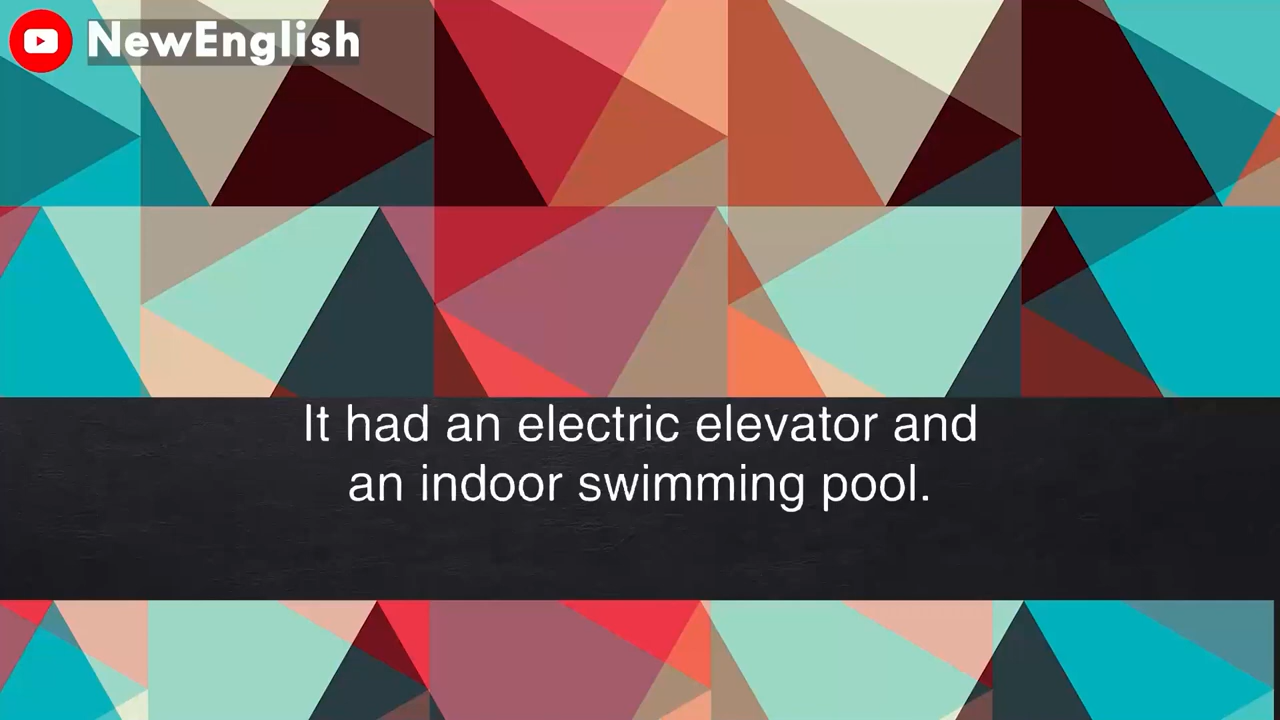 NewEnglish
It had an electric elevator and
an indoor swimming pool.